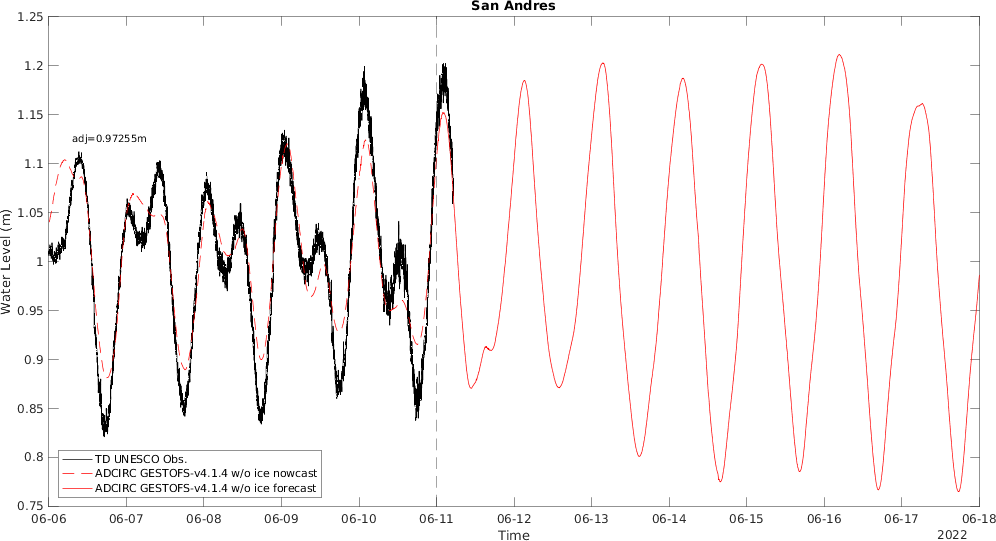 San Andres
1.25
1.2
1.15
1.1
1.05
1
0.95
0.9
0.85
0.8
0.75
Water Level (m)
adj=0.97255m
TD UNESCO Obs.
ADCIRC GESTOFS-v4.1.4 w/o ice nowcast
ADCIRC GESTOFS-v4.1.4 w/o ice forecast
06-06 06-07 06-08 06-09 06-10 06-11 06-12 06-13 06-14 06-15 06-16 06-17 06-18
Time
2022